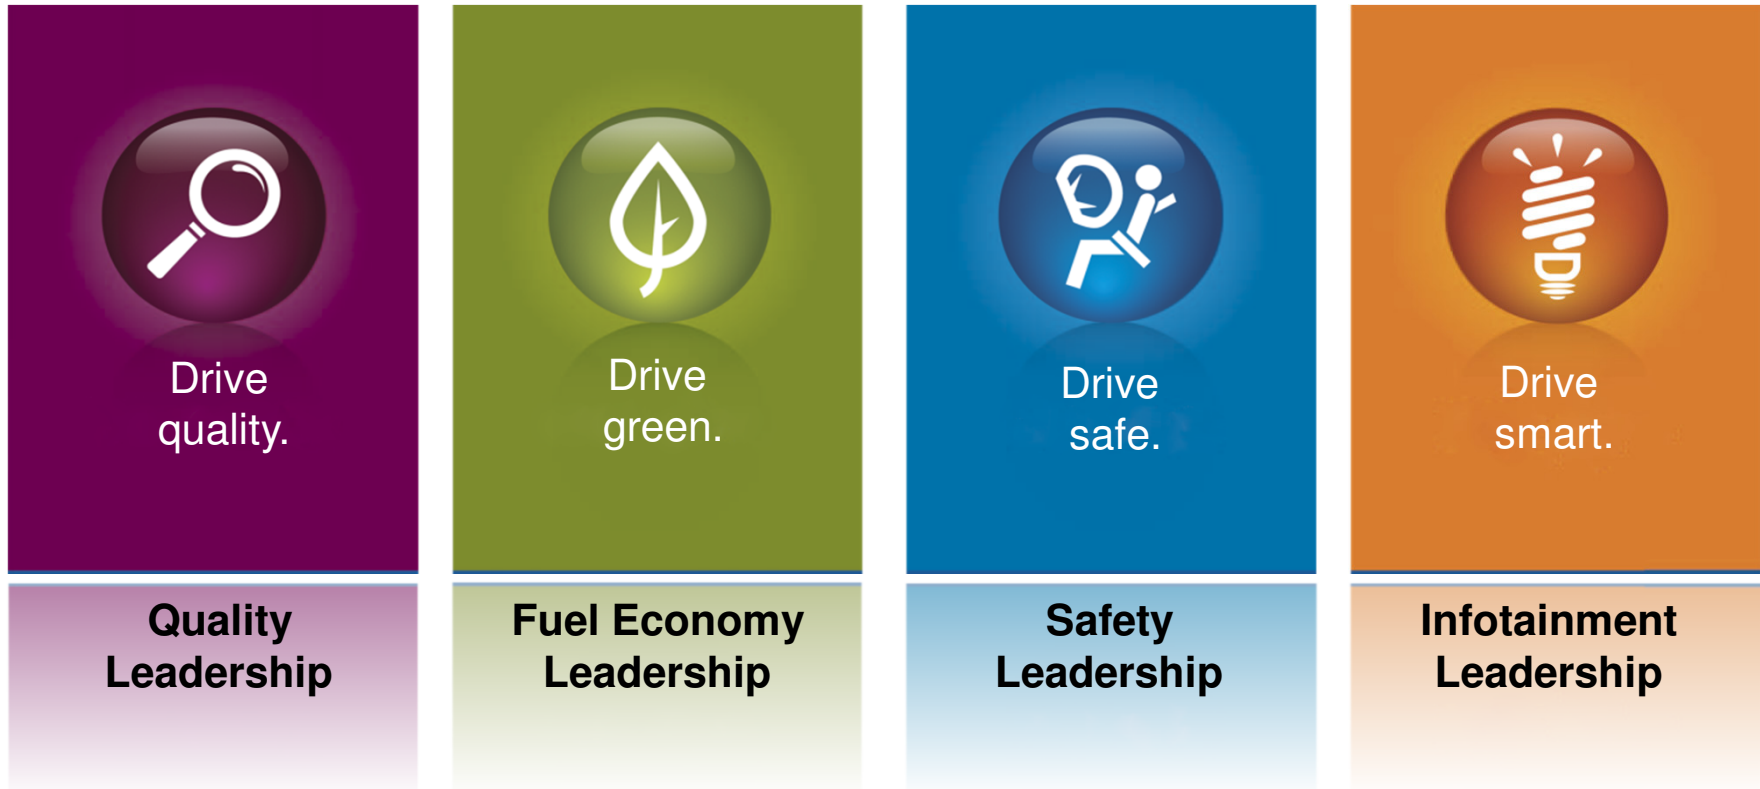 Drive
quality.
Drive
green.
Drive
safe.
Drive
smart.
Quality
Leadership
Fuel Economy
Leadership
Safety
Leadership
Infotainment
Leadership